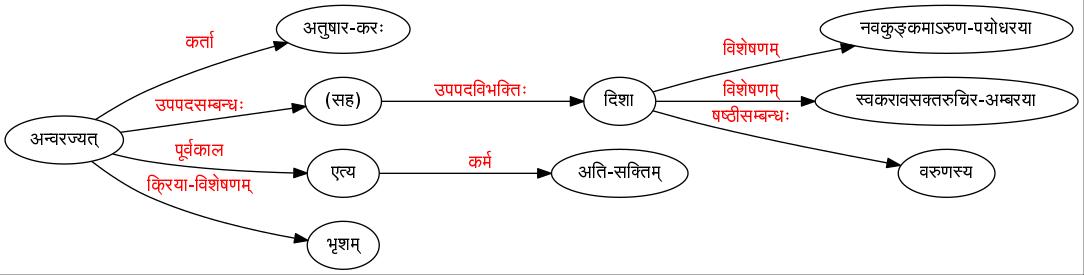 कर्ता
अतुषार-करः
नवकुङ्कमाऽरुण-पयोधरया
विशेषणम्
उपपदसम्बन्धः
(सह)
उपपदविभक्तिः
दिशा
विशेषणम्
स्वकरावसक्तरुचिर-अम्बरया
षष्ठीसम्बन्धः
अन्वरज्यत्
पूर्वकाल
एत्य
कर्म
अति-सक्तिम्
वरुणस्य
क्रिया-विशेषणम्
भृशम्